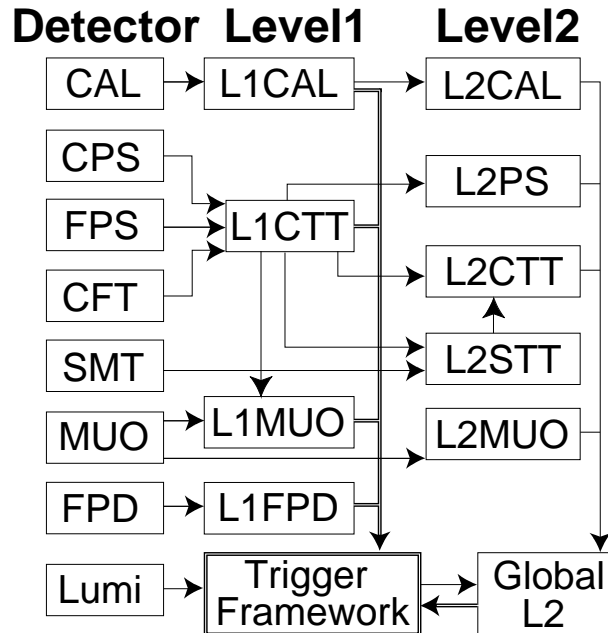 Detector Level1 Level2
CAL L1CAL L2CAL
CPS
L2PS
FPS L1CTT
CFT L2CTT
SMT L2STT
MUO L1MUO L2MUO
FPD L1FPD
Lumi Trigger Global
Framework L2